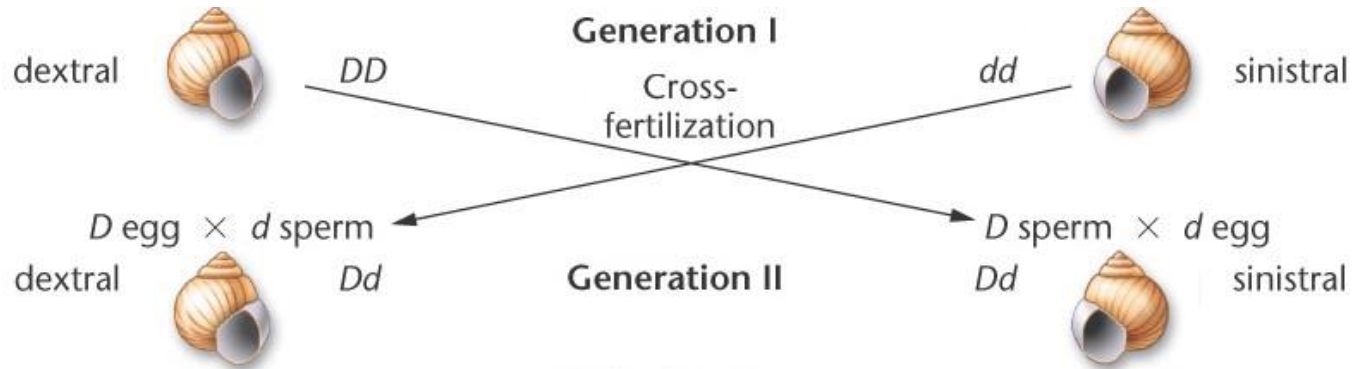 Generation I
dextral DD dd sinistral
Cross-
fertilization
D egg × d sperm D sperm × d egg
dextral Dd Generation II Dd sinistral